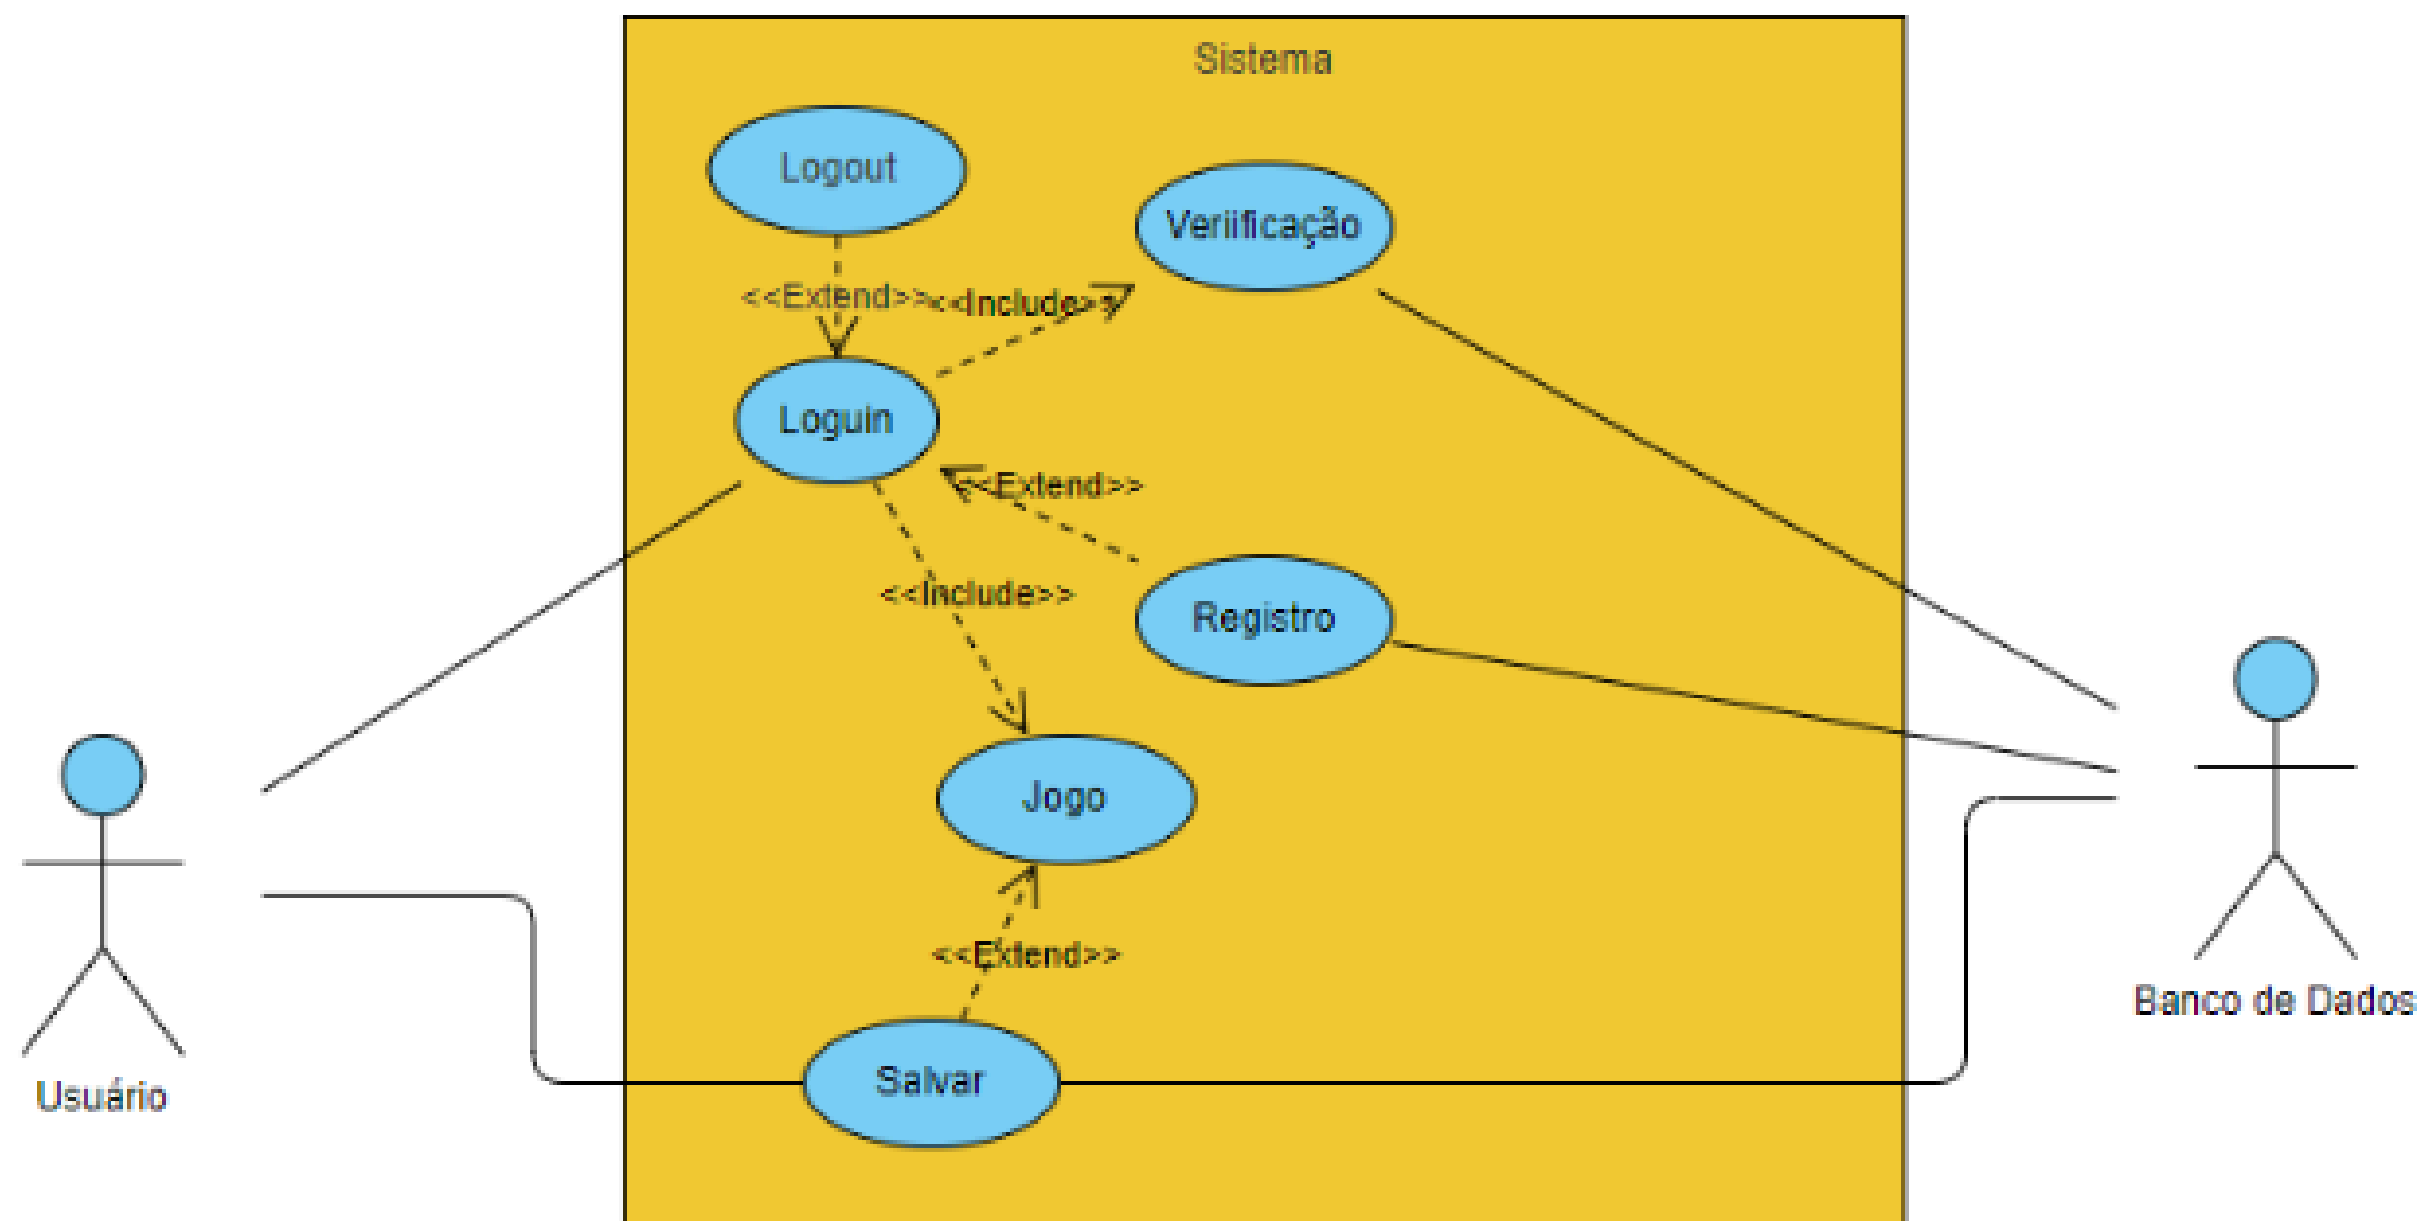 Sistema
Logout
Veriificação
<<Extend>>
<<Include>>
Loguin
<<Extend>>
<<Include>>
Registro
Jogo
<<Extend>>
Salvar
Usuário
Banco de Dados